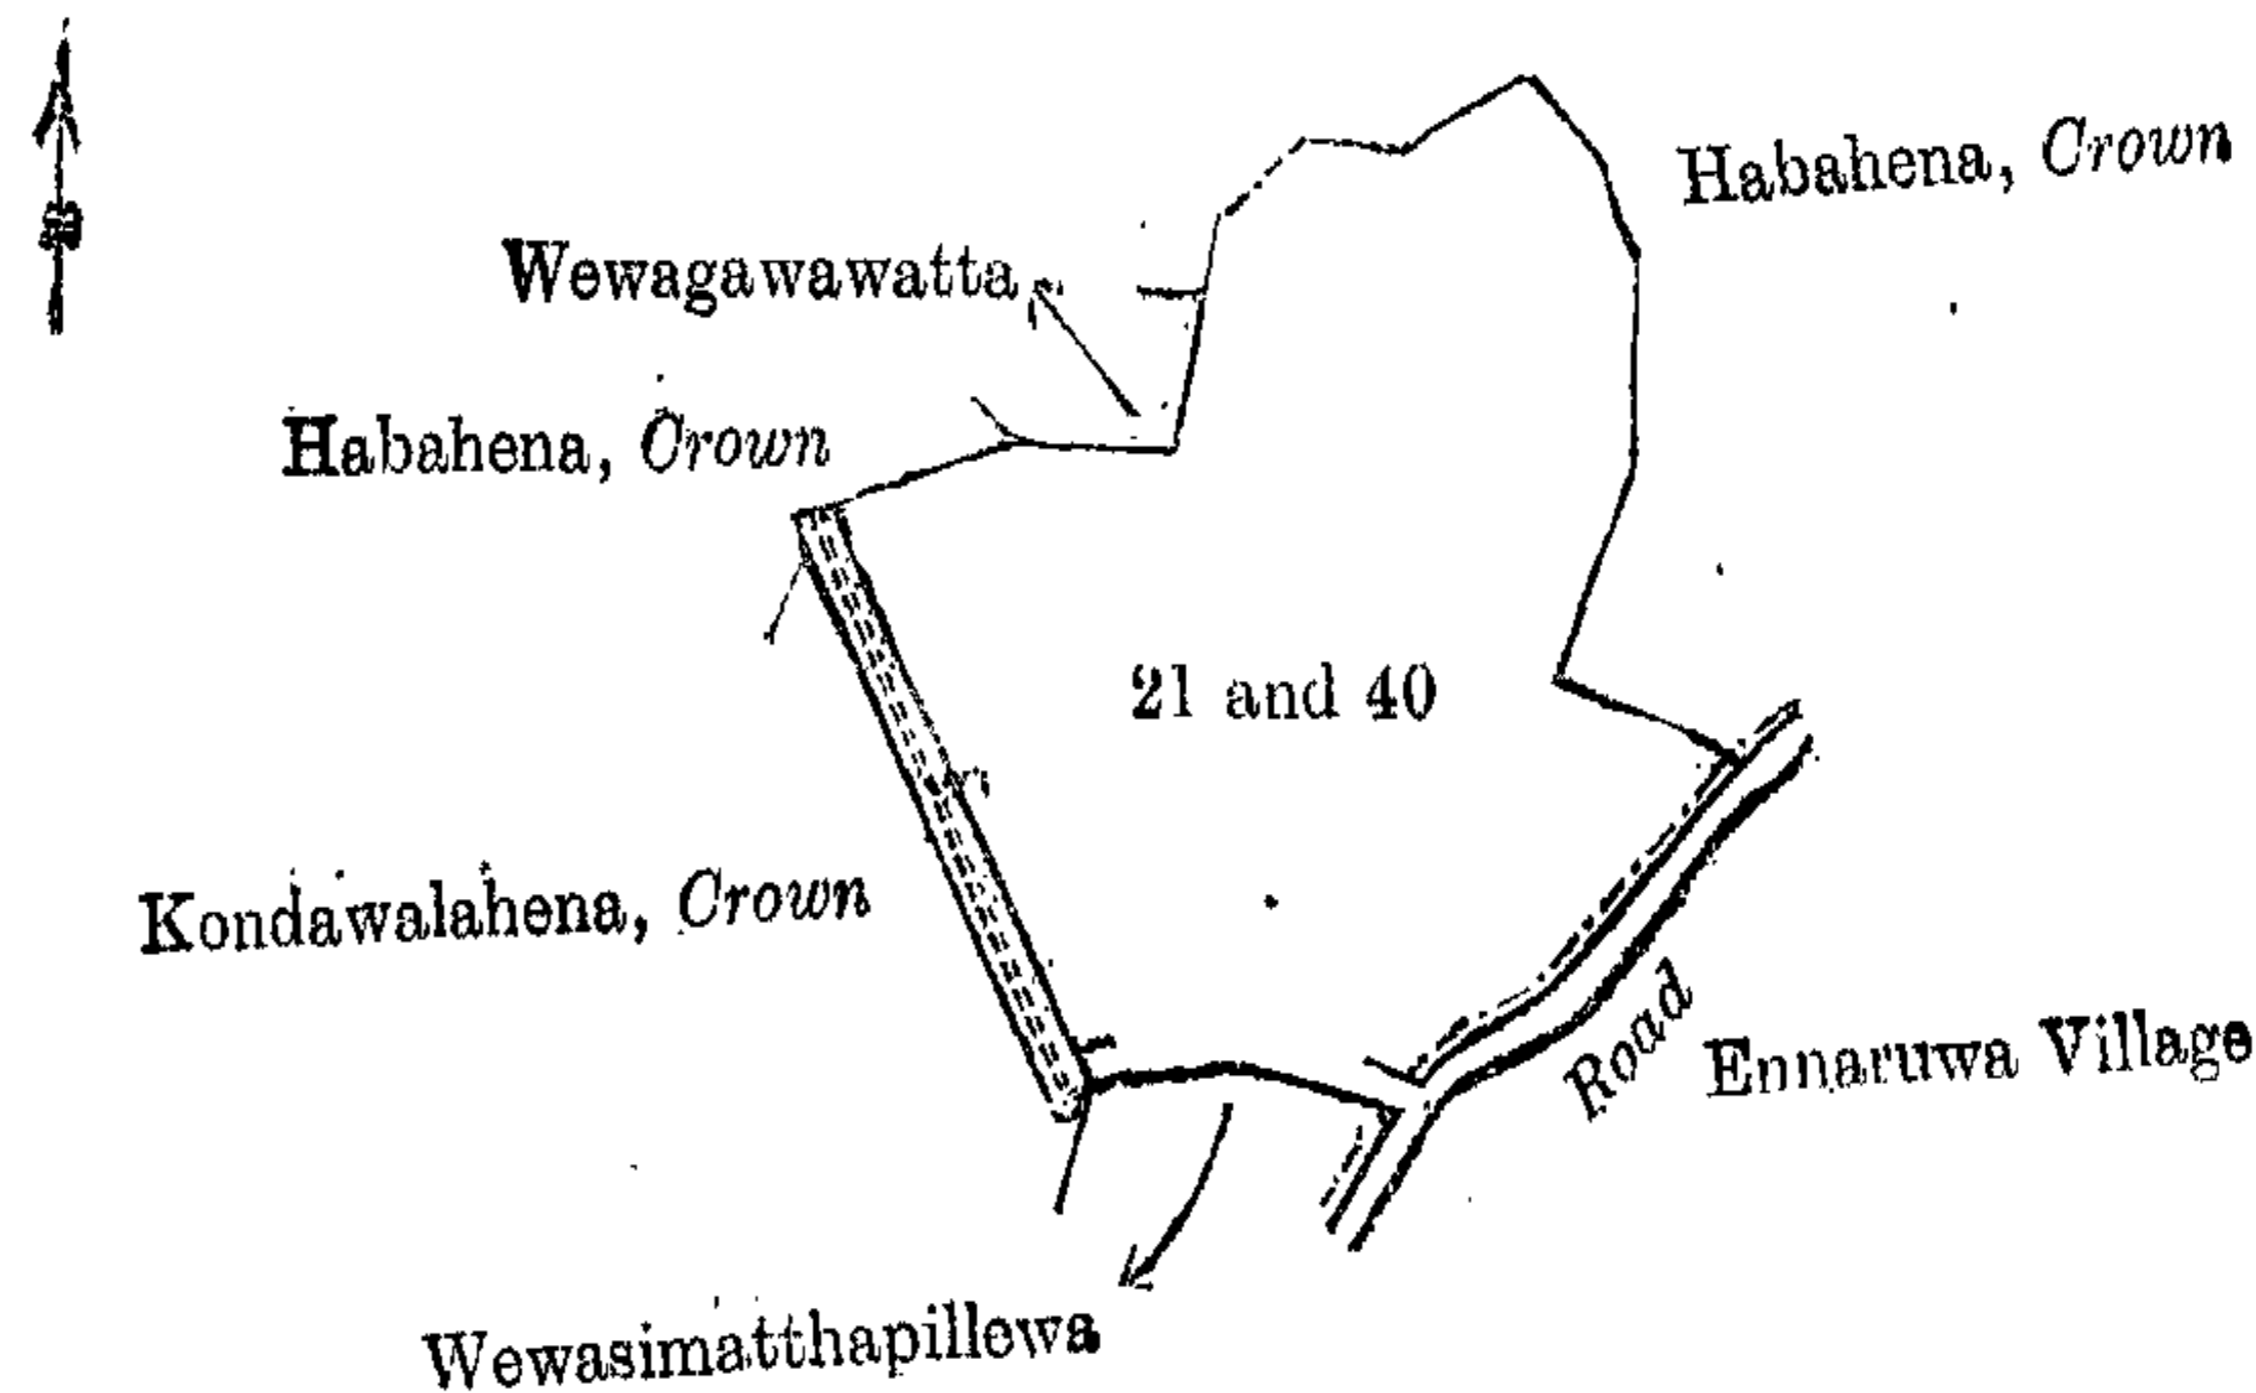 Habahena, Crown
Wewagawawatta
Habahena, Crown
21 and 40
Kondawalahena, Crown
Road
Ennaruwa Village
Wewasimatthapillewa